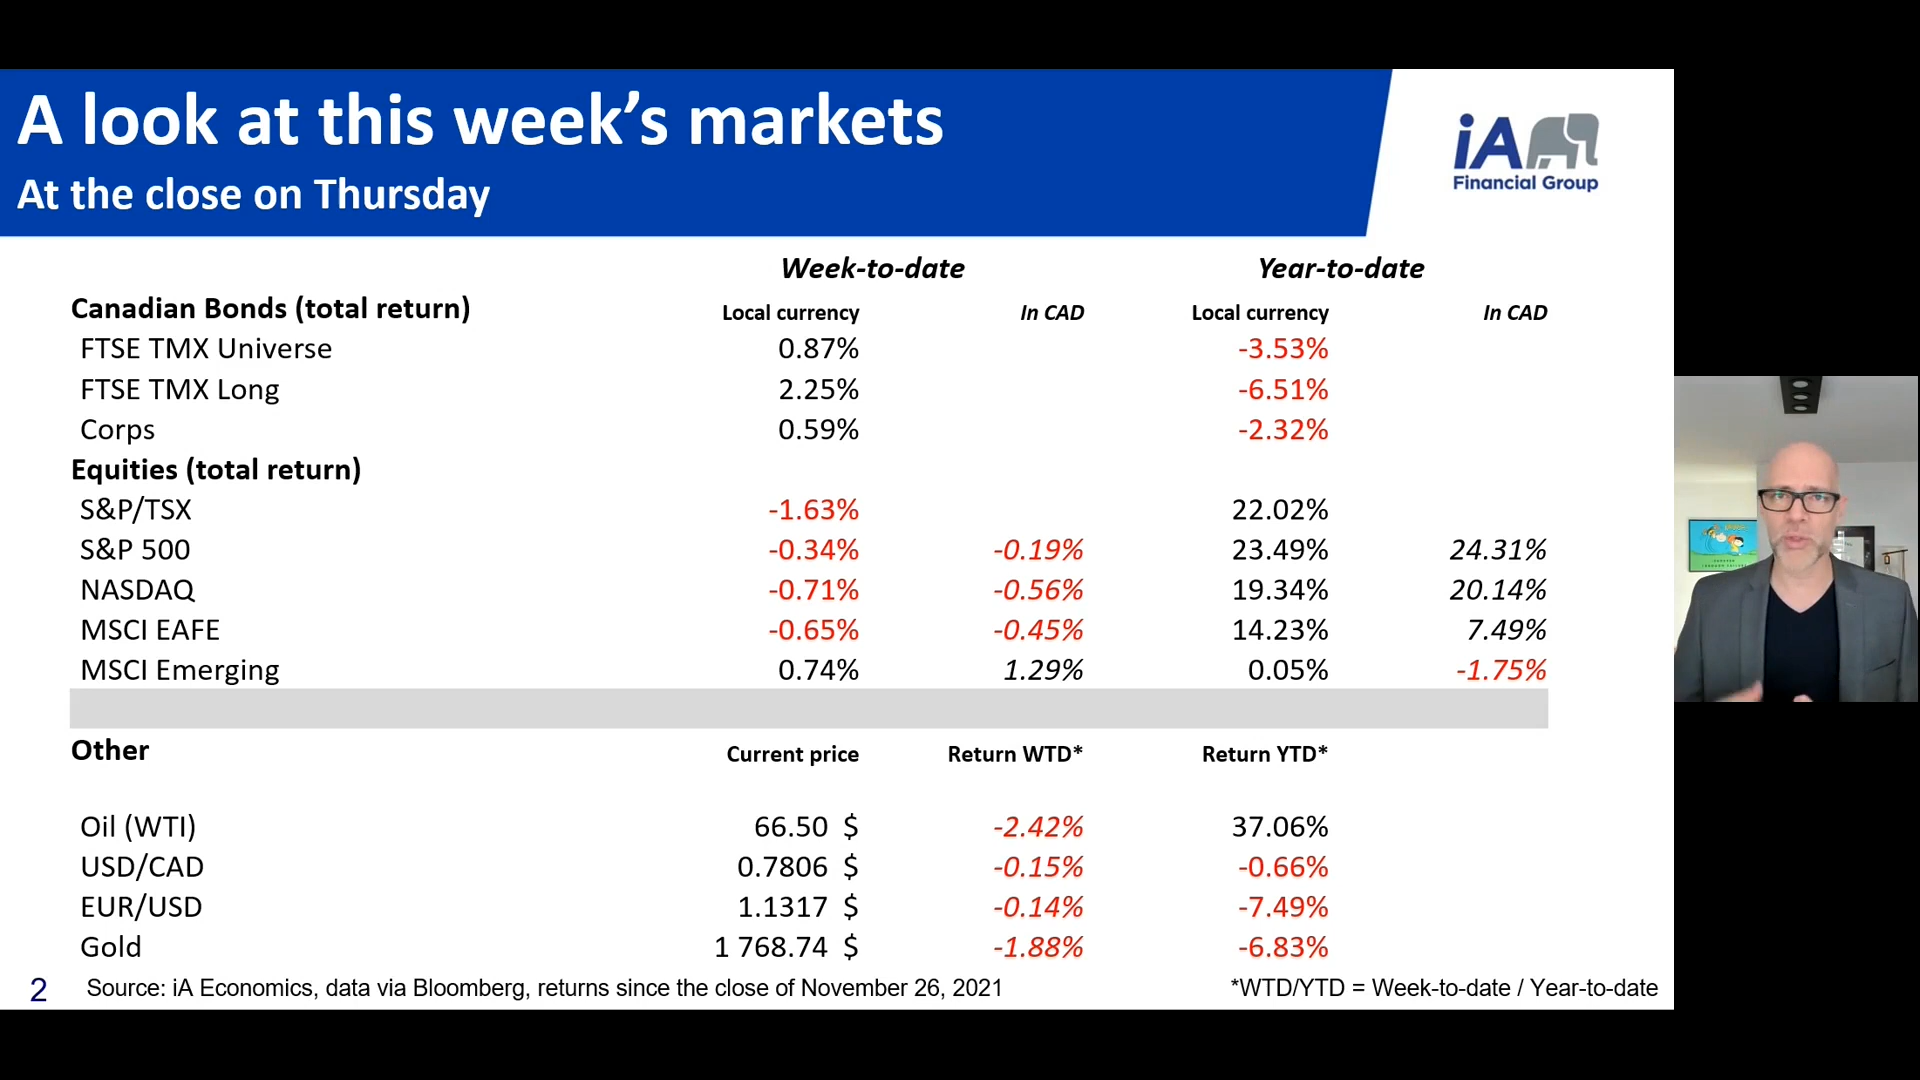 A look at this week’s markets
At the close on Thursday
iA
Financial Group
Week-to-date Year-to-date
Canadian Bonds (total return) Local currency In CAD Local currency In CAD
FTSE TMX Universe 0.87% -3.53%
FTSE TMX Long 2.25% -6.51%
Corps 0.59% -2.32%
Equities (total return)
S&P/TSX -1.63% 22.02%
S&P 500 -0.34% -0.19% 23.49% 24.31%
NASDAQ -0.71% -0.56% 19.34% 20.14%
MSCI EAFE -0.65% -0.45% 14.23% 7.49%
MSCI Emerging 0.74% 1.29% 0.05% -1.75%
Other Current price Return WTD* Return YTD*
Oil (WTI) 66.50 $ -2.42% 37.06%
USD/CAD 0.7806 $ -0.15% -0.66%
EUR/USD 1.1317 $ -0.14% -7.49%
Gold 1 768.74 $ -1.88% -6.83%
2 Source: iA Economics, data via Bloomberg, returns since the close of November 26, 2021 *WTD/YTD = Week-to-date / Year-to-date